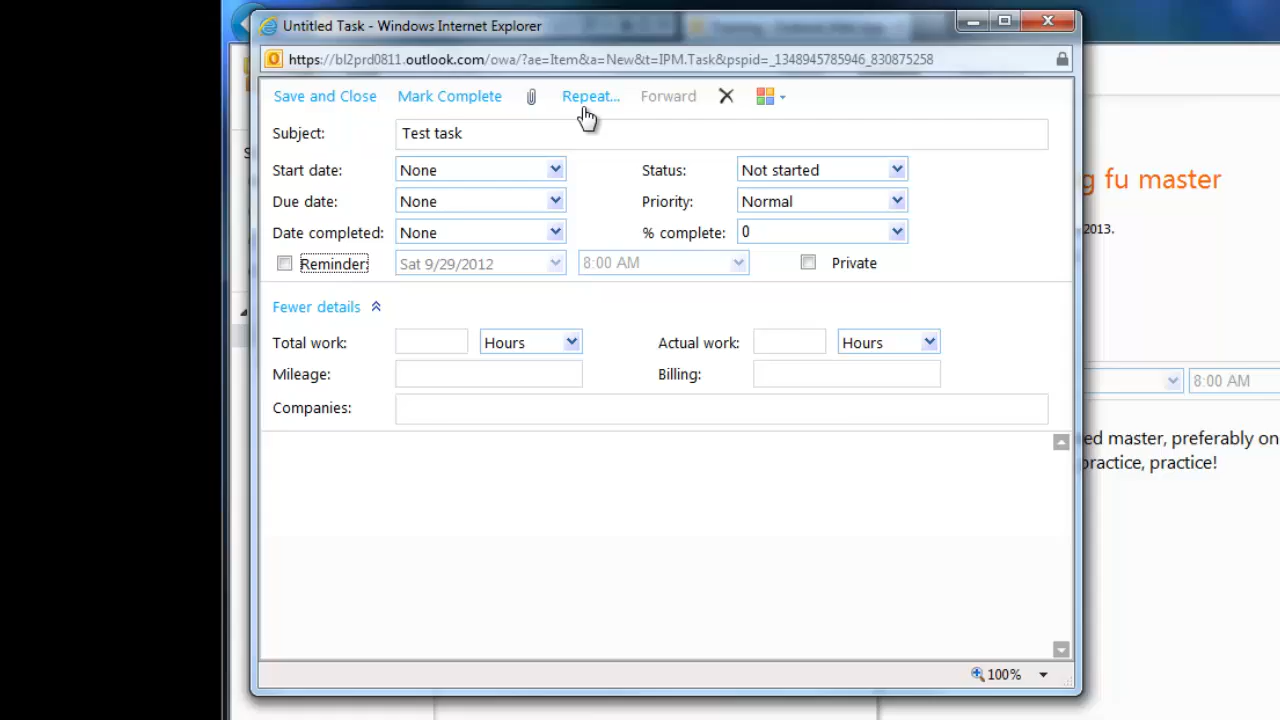 Untitled Task - Windows Internet Explorer
https://bl2prd0811.outlook.com/owa/?ae=Item&a=New&t=IPM.Task&pspid=_1348945785946_830875258
Save and Close Mark Complete Repeat... Forward
Subject: Test task
Start date: None Status: Not started
Due date: None Priority: Normal
Date completed: None % complete: 0
Reminder: Sat 9/29/2012 8:00 AM Private
Fewer details
Total work: Hours Actual work: Hours
Mileage: Billing:
Companies:
100%
g fu master
2013.
8:00 AM
ed master, preferably on
practice, practice!